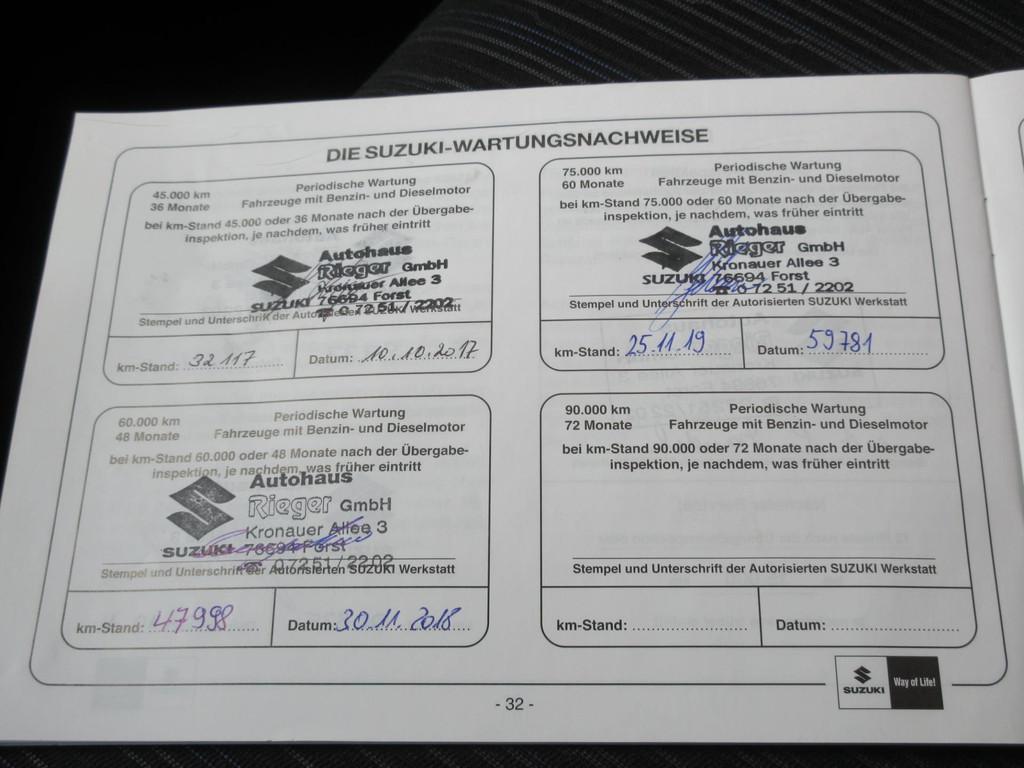 DIE SUZUKI-WARTUNGSNACHWEISE
45.000 km
36 Monate
Periodische Wartung
Fahrzeuge mit Benzin- und Dieselmotor
bei km-Stand 45.000 oder 36 Monate nach der Übergabe-
inspektion, je nachdem, was früher eintritt
Autohaus
Rieger GmbH
Kronauer Allee 3
SUZUKI 76694 Forst
☎ 0 72 51 / 2202
Stempel und Unterschrift der Autorisierten SUZUKI Werkstatt
km-Stand: 32 117
Datum: 10.10.2017
60.000 km
48 Monate
Periodische Wartung
Fahrzeuge mit Benzin- und Dieselmotor
bei km-Stand 60.000 oder 48 Monate nach der Übergabe-
inspektion, je nachdem, was früher eintritt
Autohaus
Rieger GmbH
Kronauer Allee 3
SUZUKI 76694 Forst
☎ 07251/2202
Stempel und Unterschrift der Autorisierten SUZUKI Werkstatt
km-Stand: 47998
Datum: 30.11.2018
75.000 km
60 Monate
Periodische Wartung
Fahrzeuge mit Benzin- und Dieselmotor
bei km-Stand 75.000 oder 60 Monate nach der Übergabe-
inspektion, je nachdem, was früher eintritt
Autohaus
Rieger GmbH
Kronauer Allee 3
SUZUKI 76694 Forst
☎ 0 72 51 / 2202
Stempel und Unterschrift der Autorisierten SUZUKI Werkstatt
km-Stand: 25.11.19
Datum: 59781
90.000 km
72 Monate
Periodische Wartung
Fahrzeuge mit Benzin- und Dieselmotor
bei km-Stand 90.000 oder 72 Monate nach der Übergabe-
inspektion, je nachdem, was früher eintritt
Stempel und Unterschrift der Autorisierten SUZUKI Werkstatt
km-Stand:
Datum:
SUZUKI
Way of Life!
- 32 -